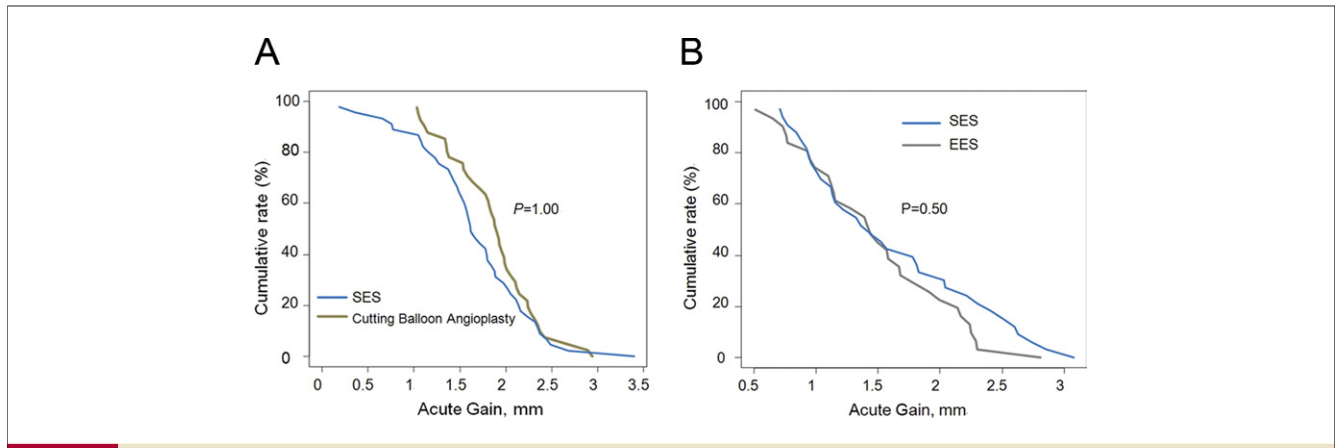 A
B
100
80
60
40
20
0
Cumulative rate (%)
P=1.00
SES
Cutting Balloon Angioplasty
0
0.5
1
1.5
2
2.5
3
3.5
Acute Gain, mm
100
80
60
40
20
0
Cumulative rate (%)
SES
EES
P=0.50
0.5
1
1.5
2
2.5
3
Acute Gain, mm